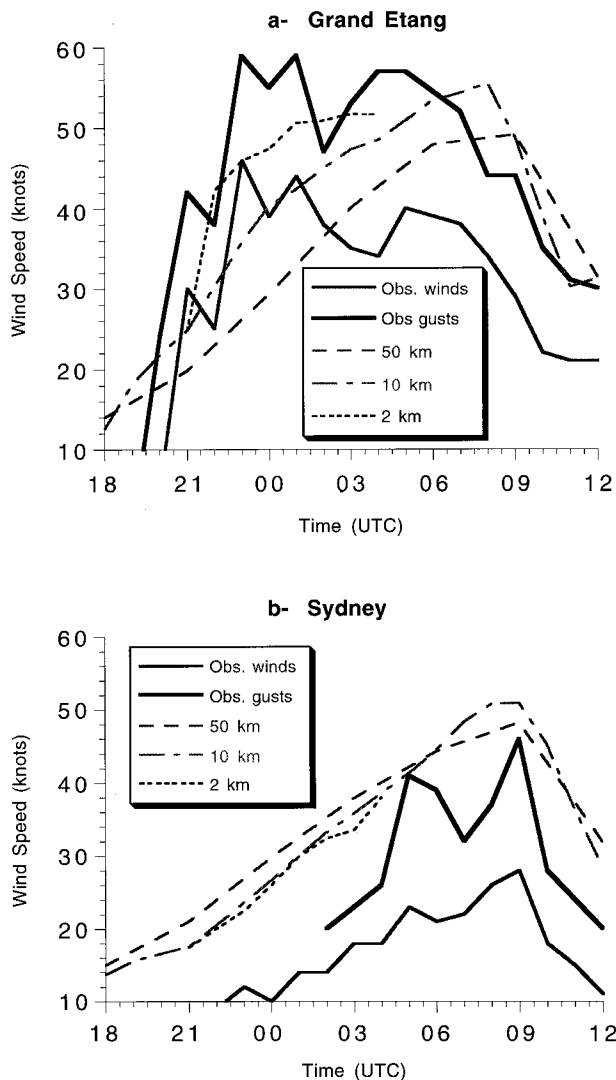 a- Grand Etang
60
50
40
30
20
10
Wind Speed (knots)
Obs. winds
Obs gusts
50 km
10 km
2 km
18 21 00 03 06 09 12
Time (UTC)
b- Sydney
60
50
40
30
20
10
Wind Speed (knots)
Obs. winds
Obs. gusts
50 km
10 km
2 km
18 21 00 03 06 09 12
Time (UTC)